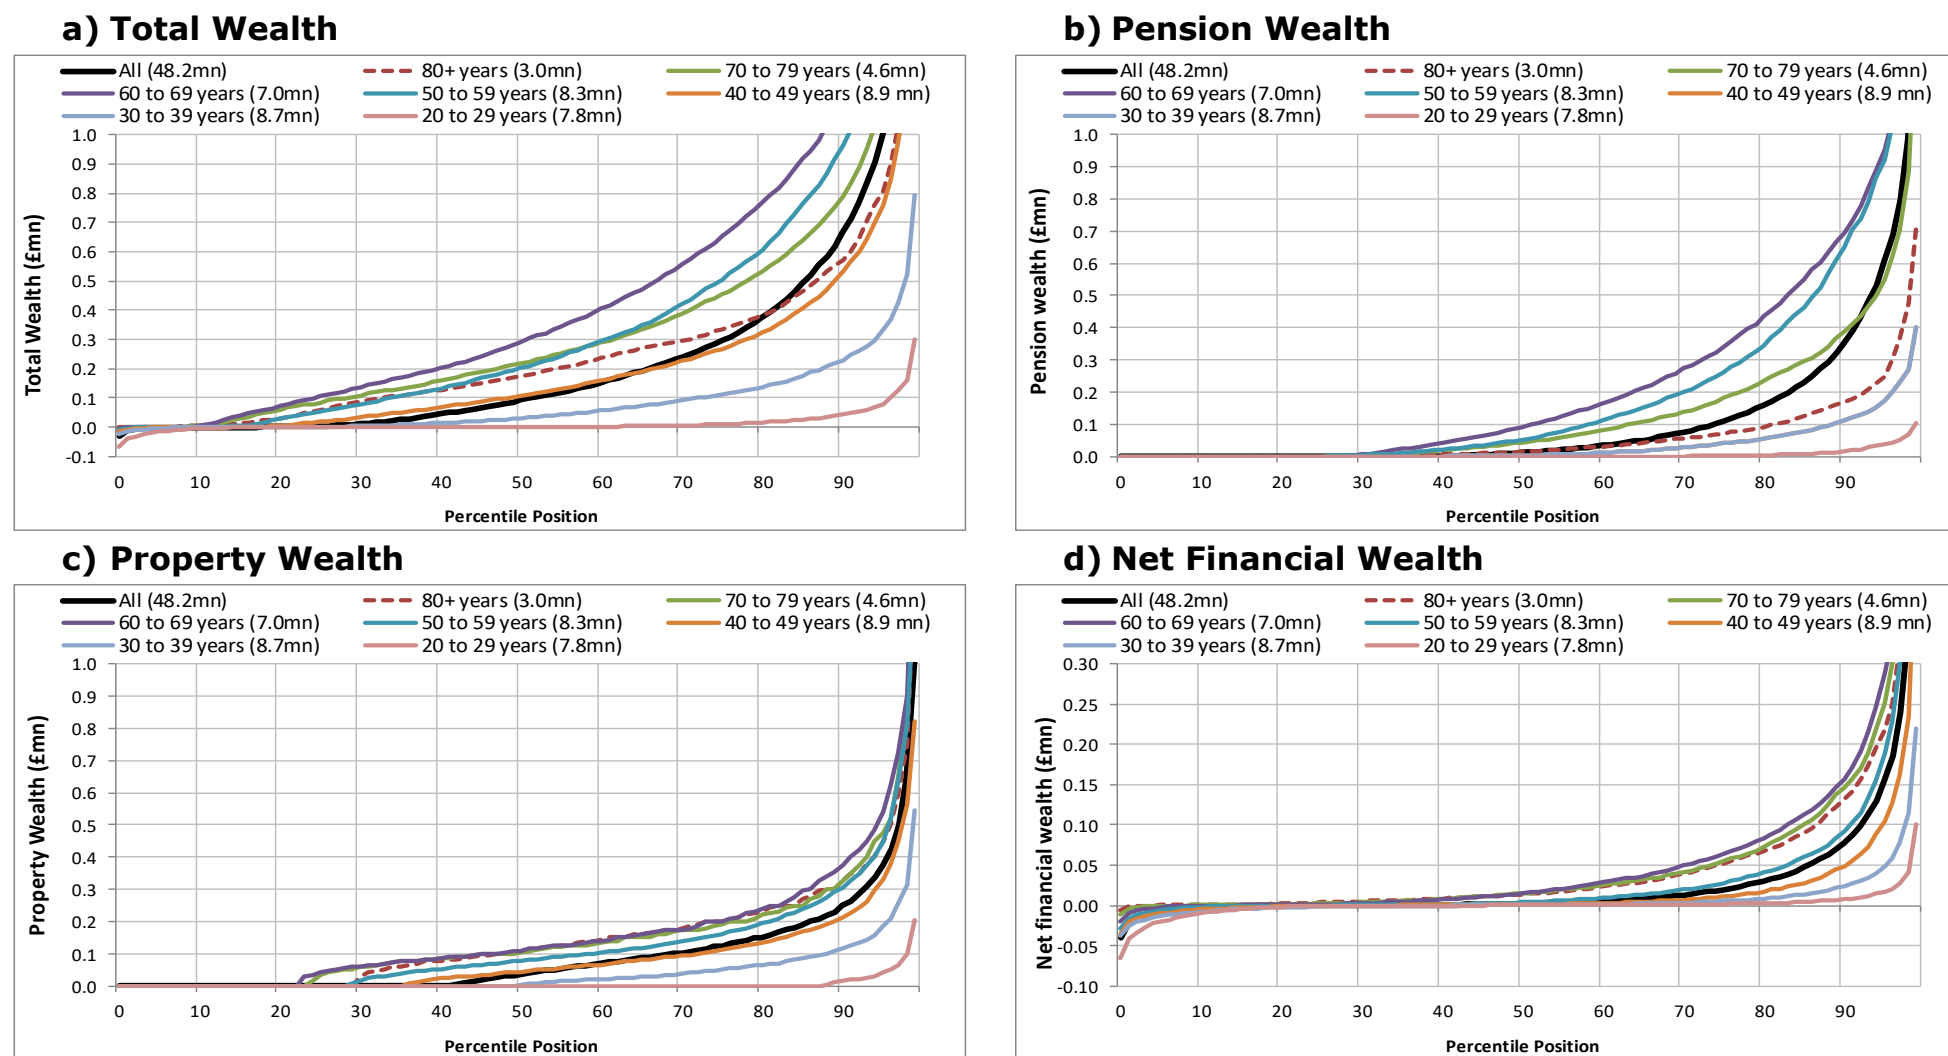 a) Total Wealth
All (48.2mn) 80+ years (3.0mn) 70 to 79 years (4.6mn)
60 to 69 years (7.0mn) 50 to 59 years (8.3mn) 40 to 49 years (8.9 mn)
30 to 39 years (8.7mn) 20 to 29 years (7.8mn)
Total Wealth (£mn)
1.0
0.9
0.8
0.7
0.6
0.5
0.4
0.3
0.2
0.1
0.0
-0.1
0 10 20 30 40 50 60 70 80 90
Percentile Position
b) Pension Wealth
All (48.2mn) 80+ years (3.0mn) 70 to 79 years (4.6mn)
60 to 69 years (7.0mn) 50 to 59 years (8.3mn) 40 to 49 years (8.9 mn)
30 to 39 years (8.7mn) 20 to 29 years (7.8mn)
Pension wealth (£mn)
1.0
0.9
0.8
0.7
0.6
0.5
0.4
0.3
0.2
0.1
0.0
0 10 20 30 40 50 60 70 80 90
Percentile Position
c) Property Wealth
All (48.2mn) 80+ years (3.0mn) 70 to 79 years (4.6mn)
60 to 69 years (7.0mn) 50 to 59 years (8.3mn) 40 to 49 years (8.9 mn)
30 to 39 years (8.7mn) 20 to 29 years (7.8mn)
Property Wealth (£mn)
1.0
0.9
0.8
0.7
0.6
0.5
0.4
0.3
0.2
0.1
0.0
0 10 20 30 40 50 60 70 80 90
Percentile Position
d) Net Financial Wealth
All (48.2mn) 80+ years (3.0mn) 70 to 79 years (4.6mn)
60 to 69 years (7.0mn) 50 to 59 years (8.3mn) 40 to 49 years (8.9 mn)
30 to 39 years (8.7mn) 20 to 29 years (7.8mn)
Net financial wealth (£mn)
0.30
0.25
0.20
0.15
0.10
0.05
0.00
-0.05
-0.10
0 10 20 30 40 50 60 70 80 90
Percentile Position